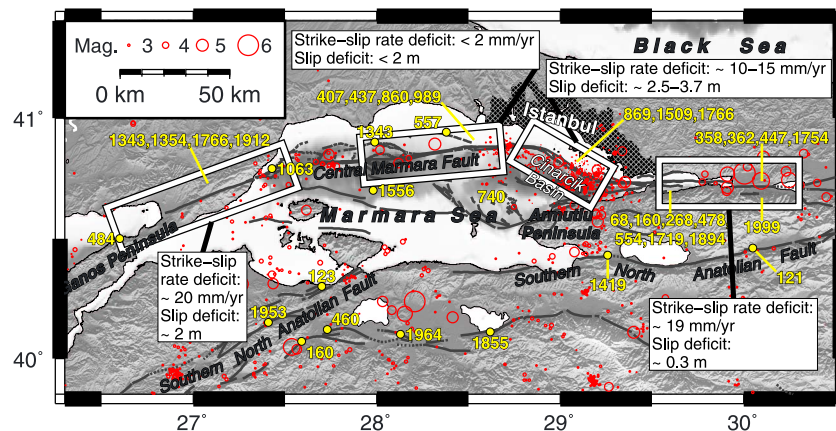 Mag. 3 4 5 6
0 km 50 km
Strike–slip rate deficit: < 2 mm/yr
Slip deficit: < 2 m
Black Sea
Strike–slip rate deficit: ~ 10–15 mm/yr
Slip deficit: ~ 2.5–3.7 m
407,437,860,989
Istanbul
41°
1343,1354,1766,1912
1343
557
869,1509,1766
358,362,447,1754
1063
Central Marmara Fault
Cinarcik
Basin
1556
740
Marmara Sea
Armutlu
Peninsula
68,160,268,478
554,1719,1894
1999
484
Ganos Peninsula
Strike–slip
rate deficit:
~ 20 mm/yr
Slip deficit:
~ 2 m
123
Southern North Anatolian Fault
1419
121
1953
Southern North Anatolian Fault
460
160
1964
1855
Strike–slip rate deficit:
~ 19 mm/yr
Slip deficit:
~ 0.3 m
40°
27° 28° 29° 30°